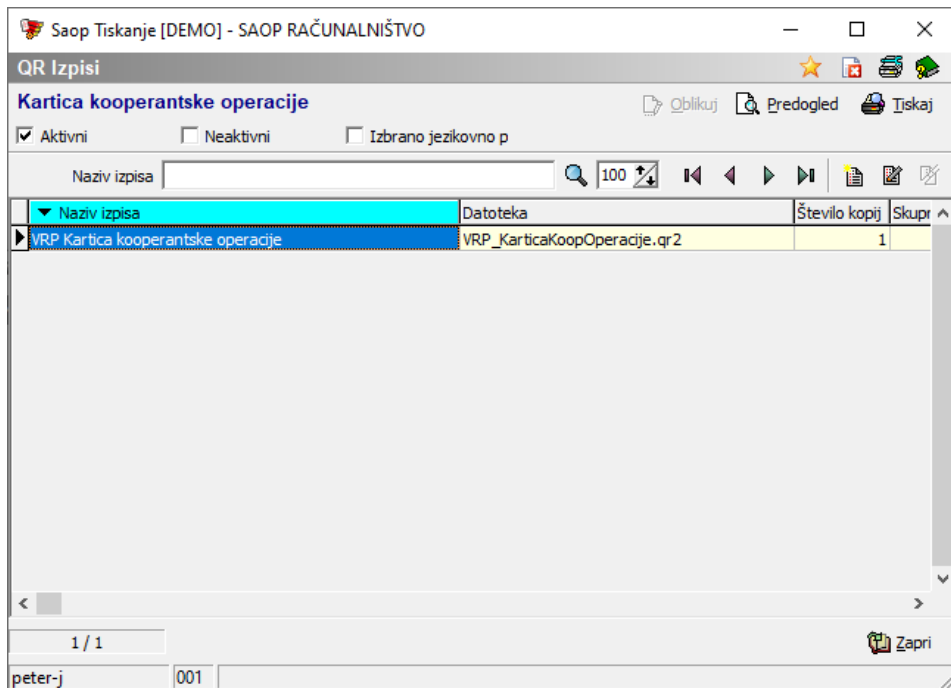 Saop Tiskanje [DEMO] - SAOP RAČUNALNIŠTVO
QR Izpisi
Kartica kooperantske operacije
Oblikuj Predogled Tiskaj
Aktivni Neaktivni Izbrano jezikovno p
Naziv izpisa 100
Naziv izpisa Datoteka Število kopij Skupr
VRP Kartica kooperantske operacije VRP_KarticaKoopOperacije.qr2 1
1 / 1
Zapri
peter-j 001